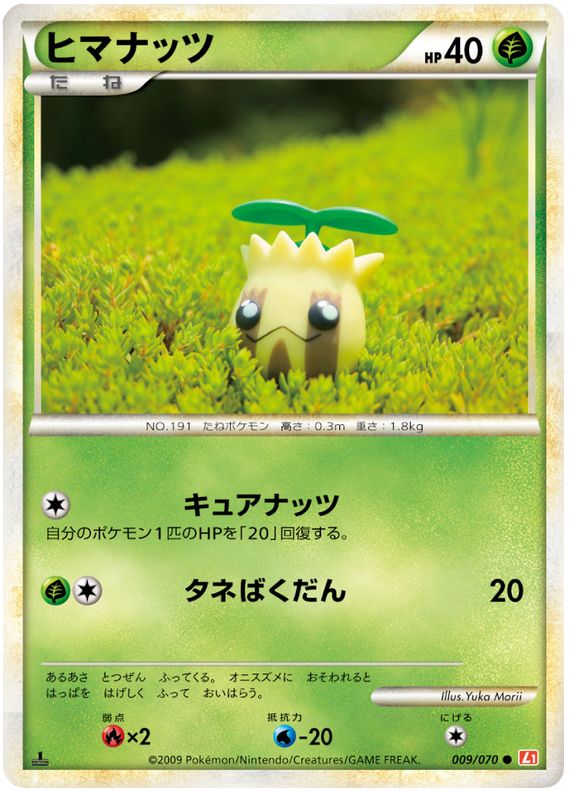 ヒマナッツ
HP40
たね
NO.191 たねポケモン 高さ:0.3m 重さ:1.8kg
キュアナッツ
自分のポケモン1匹のHPを「20」回復する。
タネばくだん 20
あるあさ とつぜん ふってくる。 オニスズメに おそわれると
はっぱを はげしく ふって おいはらう。
Illus.Yuka Morii
弱点 抵抗力 にげる
×2 -20
1 EDITION ©2009 Pokémon/Nintendo/Creatures/GAME FREAK. 009/070 ● L1